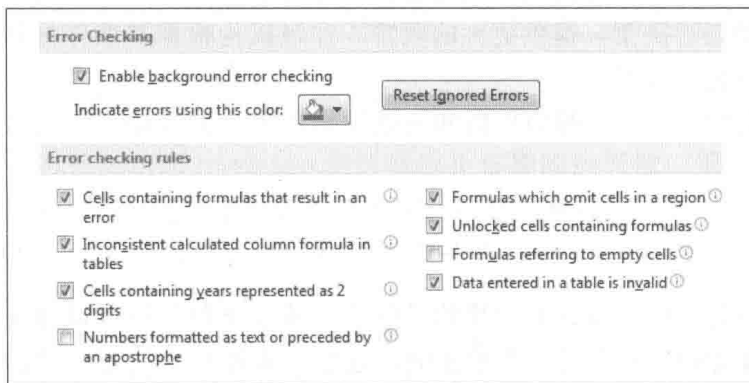 Error Checking
Enable background error checking
Indicate errors using this color:
Reset Ignored Errors
Error checking rules
Cells containing formulas that result in an
error
Inconsistent calculated column formula in
tables
Cells containing years represented as 2
digits
Numbers formatted as text or preceded by
an apostrophe
Formulas which omit cells in a region
Unlocked cells containing formulas
Formulas referring to empty cells
Data entered in a table is invalid